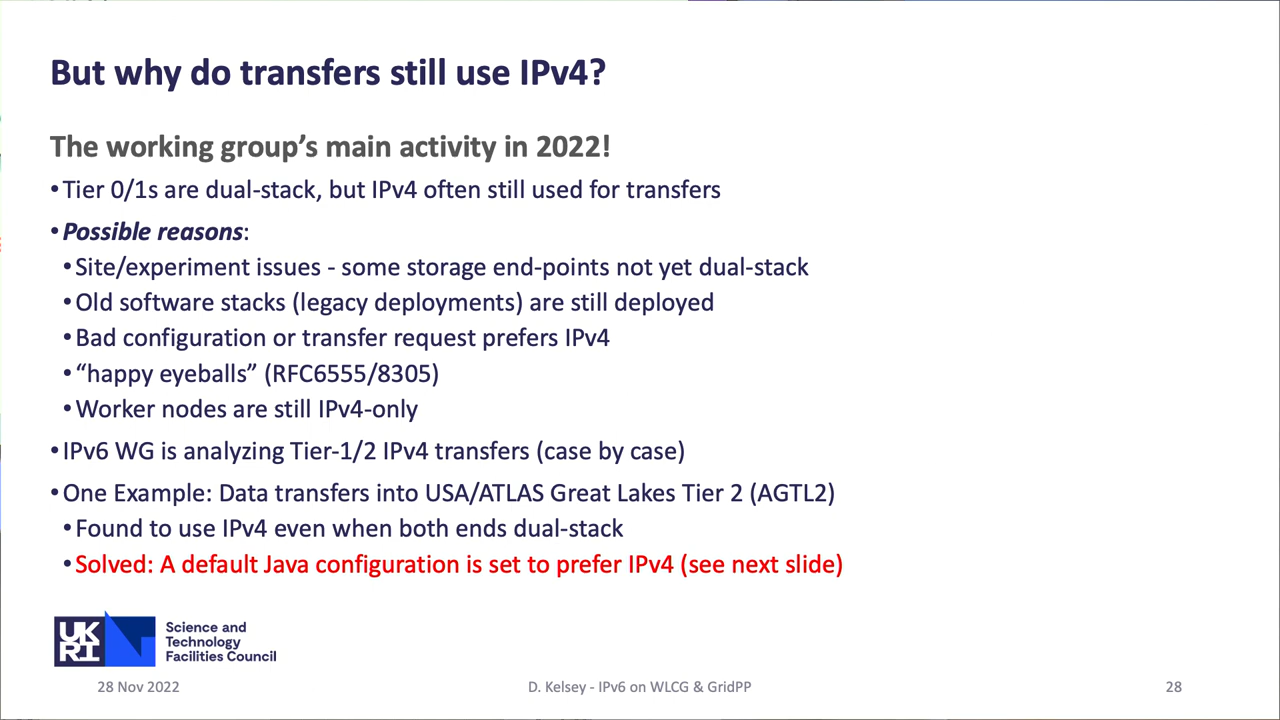 But why do transfers still use IPv4?
The working group's main activity in 2022!
•Tier 0/1s are dual-stack, but IPv4 often still used for transfers
•Possible reasons:
•Site/experiment issues - some storage end-points not yet dual-stack
•Old software stacks (legacy deployments) are still deployed
•Bad configuration or transfer request prefers IPv4
•“happy eyeballs” (RFC6555/8305)
•Worker nodes are still IPv4-only
•IPv6 WG is analyzing Tier-1/2 IPv4 transfers (case by case)
•One Example: Data transfers into USA/ATLAS Great Lakes Tier 2 (AGTL2)
•Found to use IPv4 even when both ends dual-stack
•Solved: A default Java configuration is set to prefer IPv4 (see next slide)
UK
RI
Science and
Technology
Facilities Council
28 Nov 2022
D. Kelsey - IPv6 on WLCG & GridPP
28